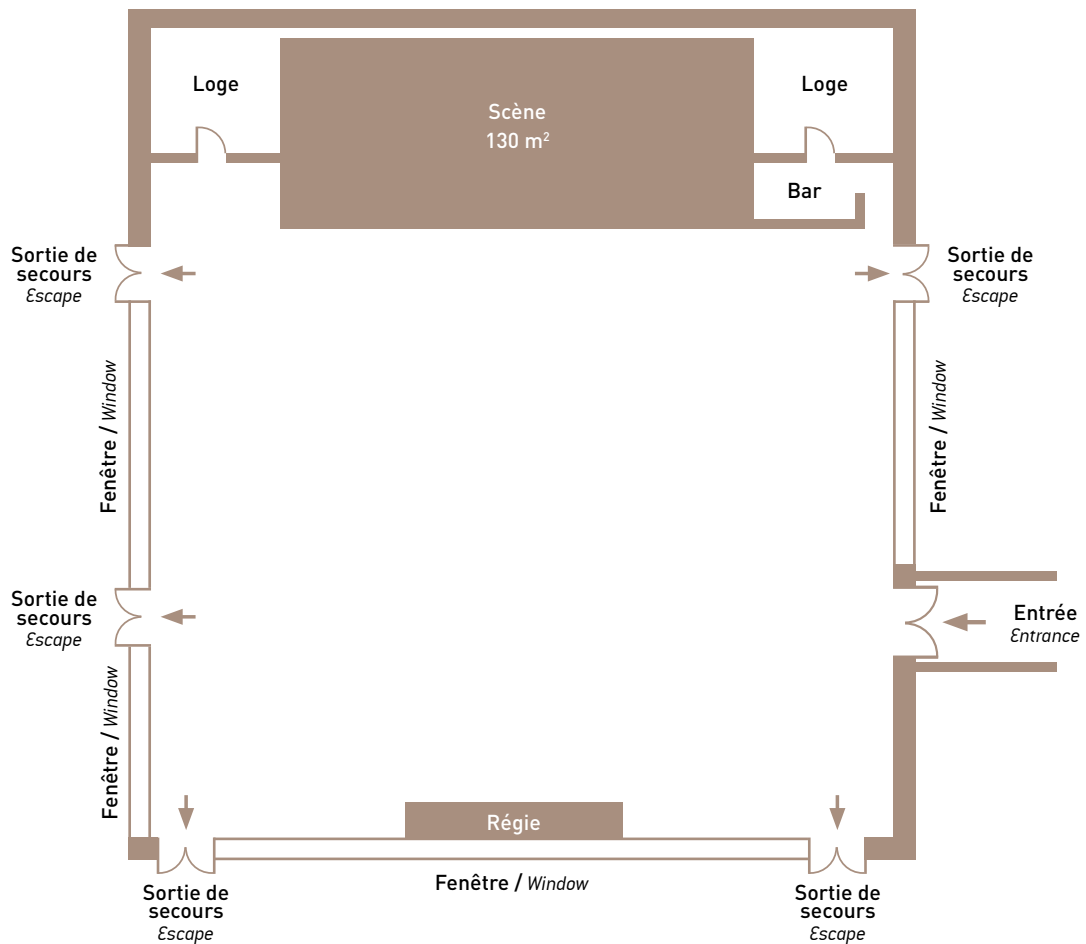 Loge
Scène
130 m²
Loge
Bar
Sortie de
secours
Escape
Sortie de
secours
Escape
Fenêtre / Window
Fenêtre / Window
Sortie de
secours
Escape
Entrée
Entrance
Fenêtre / Window
Régie
Fenêtre / Window
Sortie de
secours
Escape
Sortie de
secours
Escape